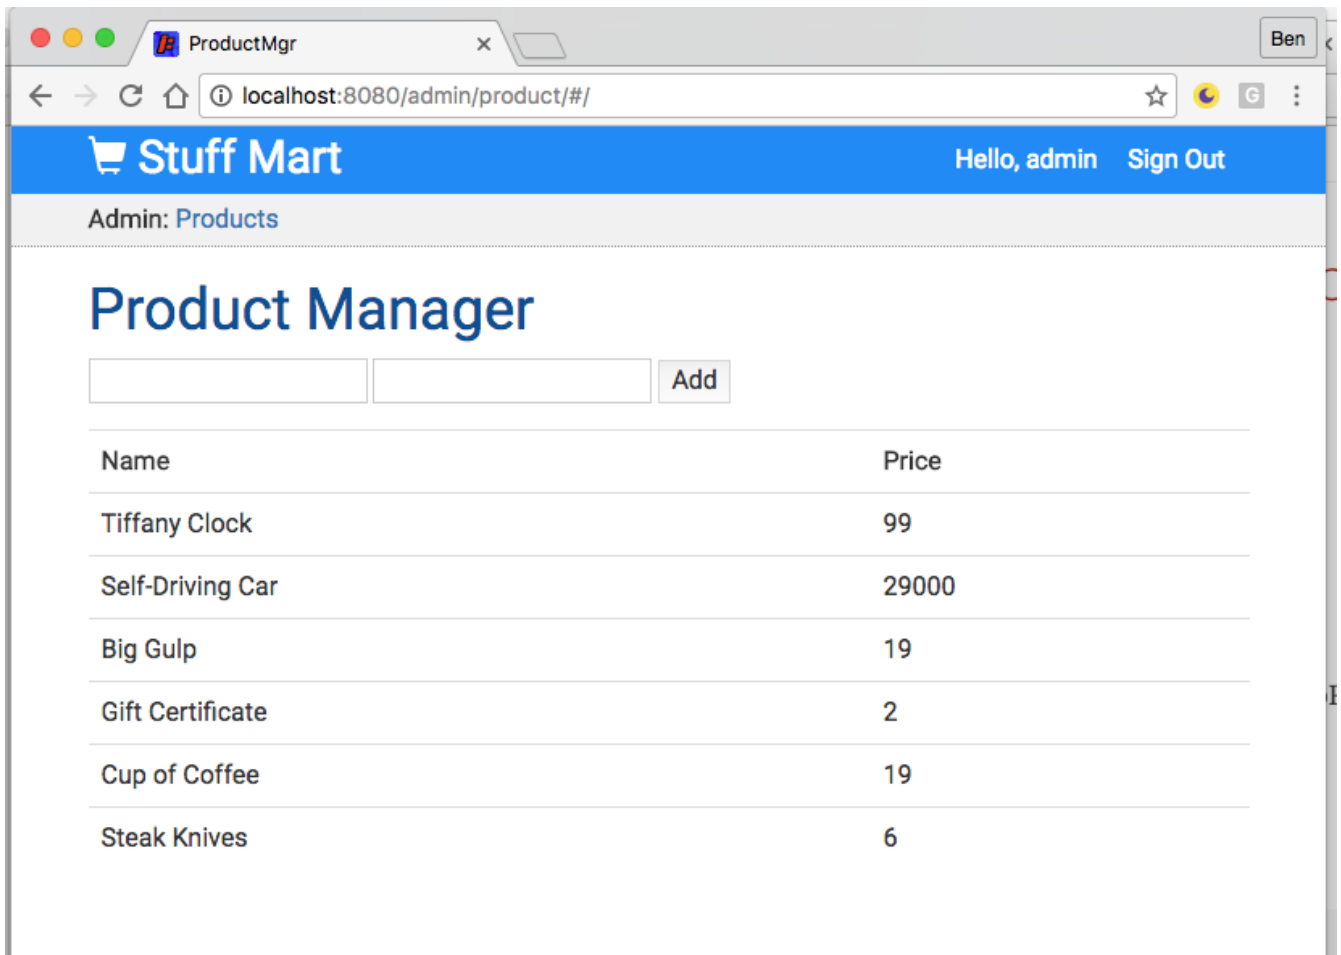 ProductMgr
Ben
localhost:8080/admin/product/#/
G
Stuff Mart
Hello, admin Sign Out
Admin: Products
Product Manager
Add
Name Price
Tiffany Clock 99
Self-Driving Car 29000
Big Gulp 19
Gift Certificate 2
Cup of Coffee 19
Steak Knives 6